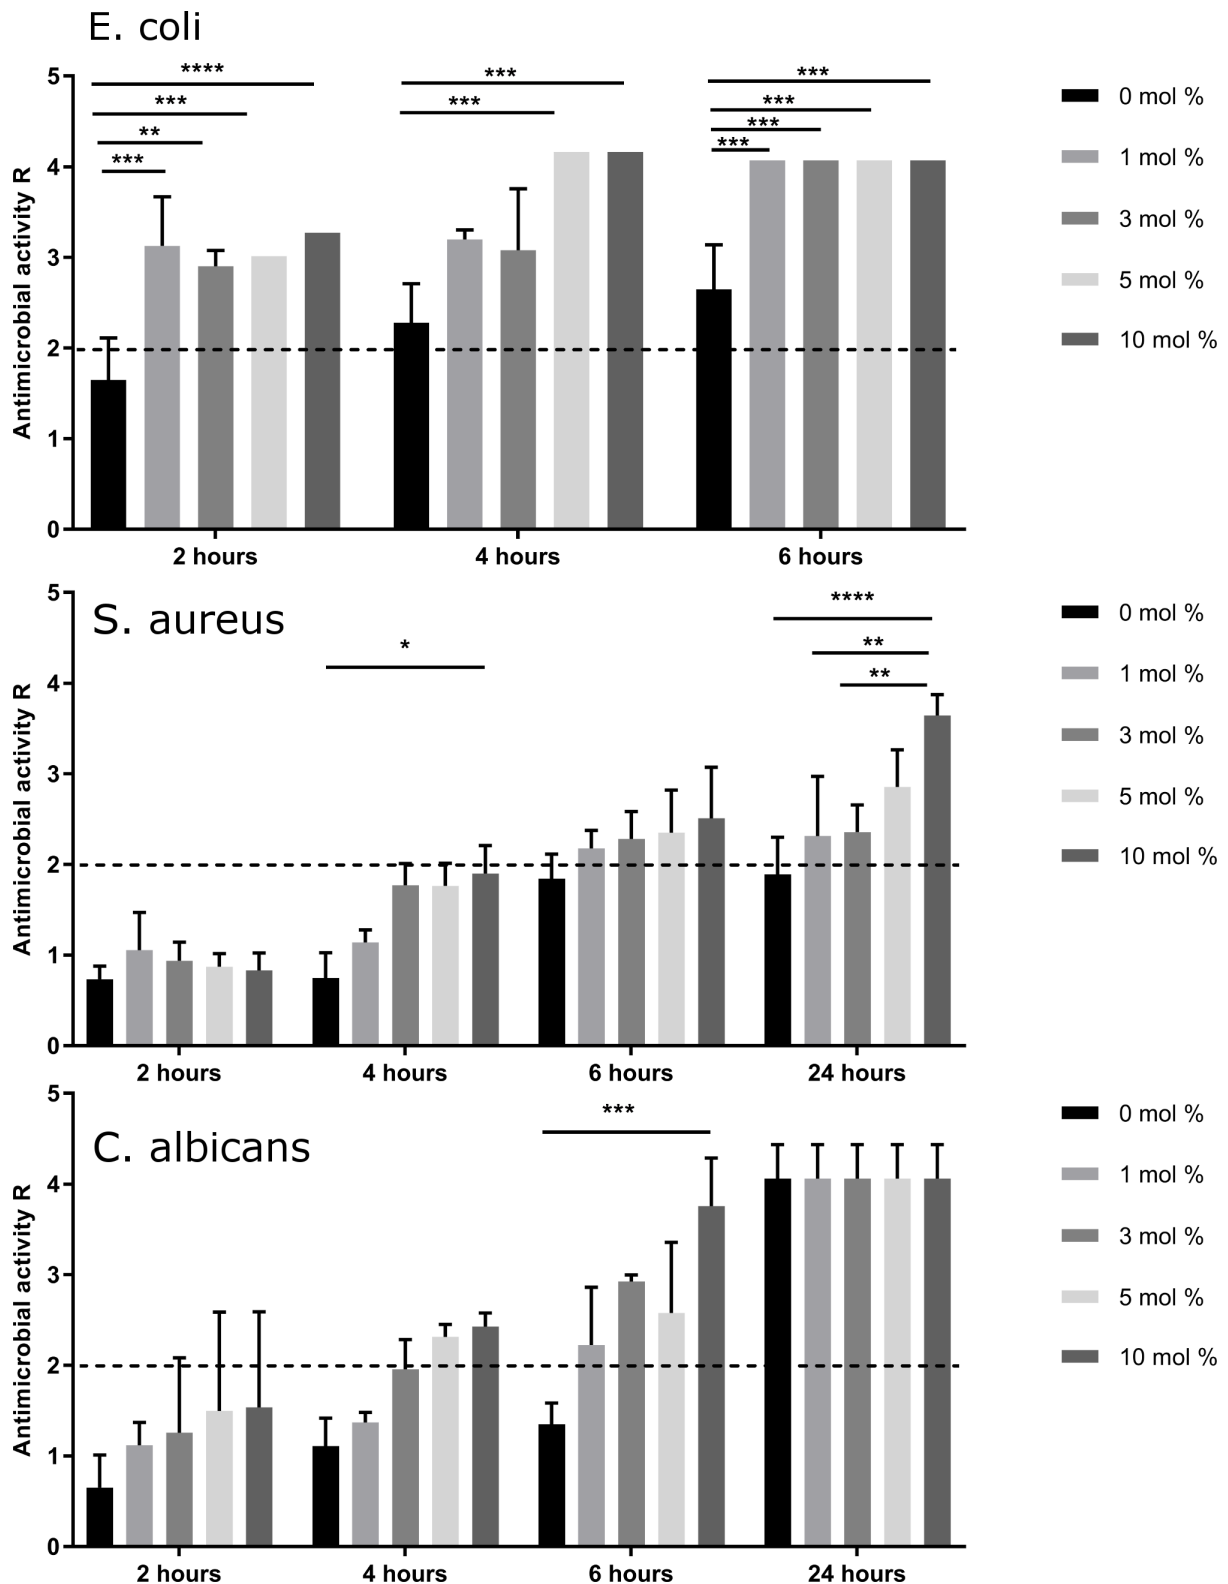 E. coli
Antimicrobial activity R
5
4
3
2
1
0
****
***
**
***
***
***
***
***
***
***
2 hours
4 hours
6 hours
0 mol %
1 mol %
3 mol %
5 mol %
10 mol %
S. aureus
Antimicrobial activity R
5
4
3
2
1
0
*
****
**
**
2 hours
4 hours
6 hours
24 hours
0 mol %
1 mol %
3 mol %
5 mol %
10 mol %
C. albicans
Antimicrobial activity R
5
4
3
2
1
0
***
2 hours
4 hours
6 hours
24 hours
0 mol %
1 mol %
3 mol %
5 mol %
10 mol %